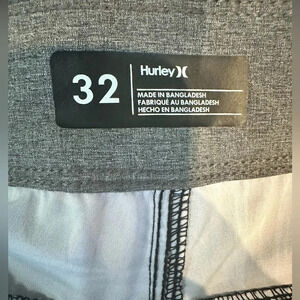 32
Hurley
MADE IN BANGLADESH
FABRIQUÉ AU BANGLADESH
HECHO EN BANGLADESH